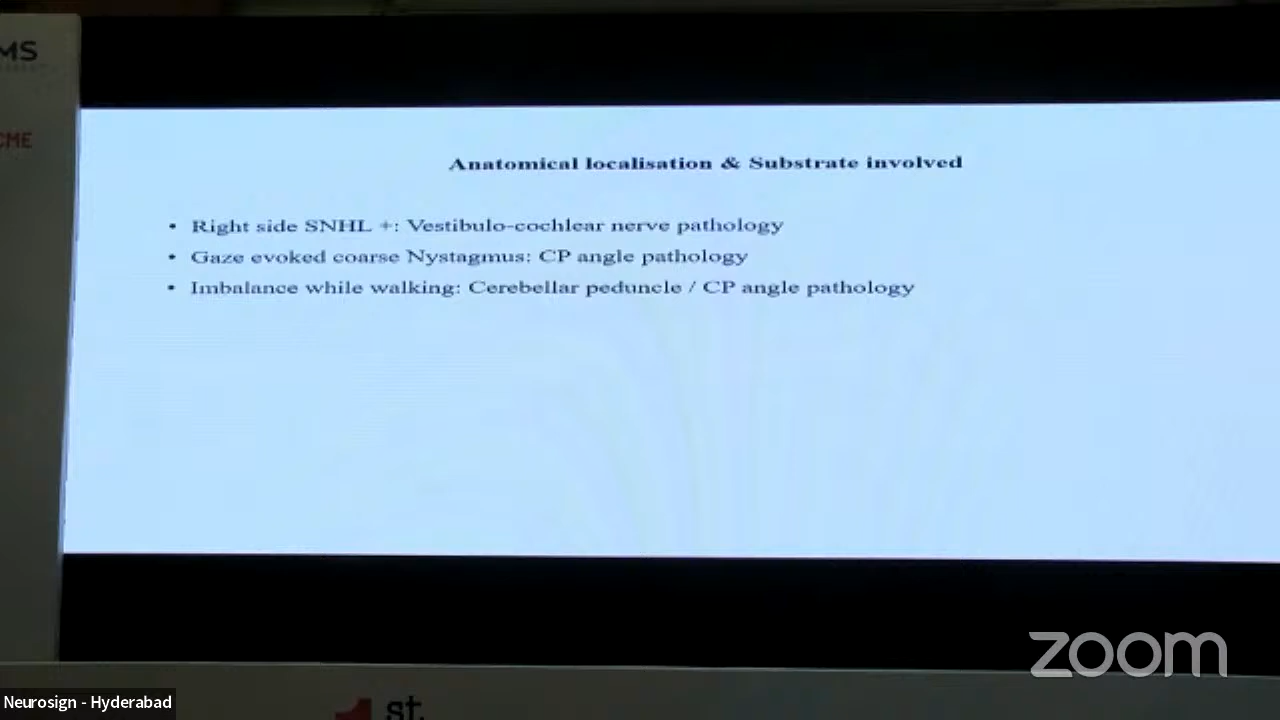 MS
CME
Anatomical localisation & Substrate involved
• Right side SNHL +: Vestibulo-cochlear nerve pathology
• Gaze evoked coarse Nystagmus: CP angle pathology
• Imbalance while walking: Cerebellar peduncle / CP angle pathology
zoom
Neurosign - Hyderabad
1st